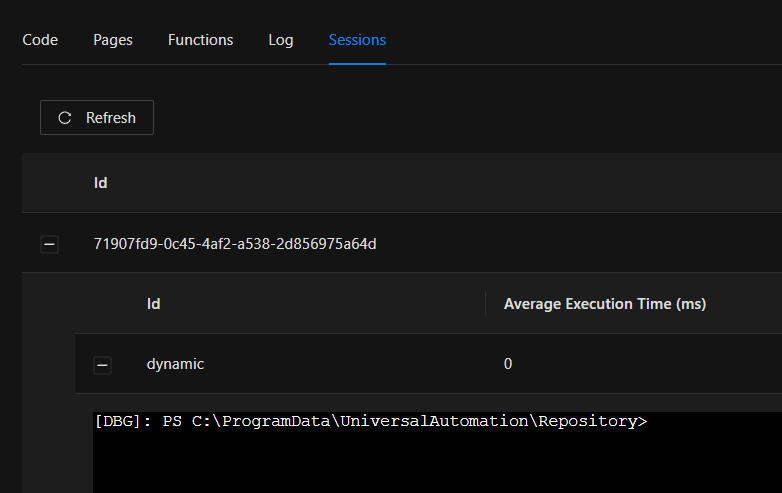 Code Pages Functions Log Sessions
Refresh
Id
71907fd9-0c45-4af2-a538-2d856975a64d
Id Average Execution Time (ms)
dynamic 0
[DBG]: PS C:\ProgramData\UniversalAutomation\Repository>